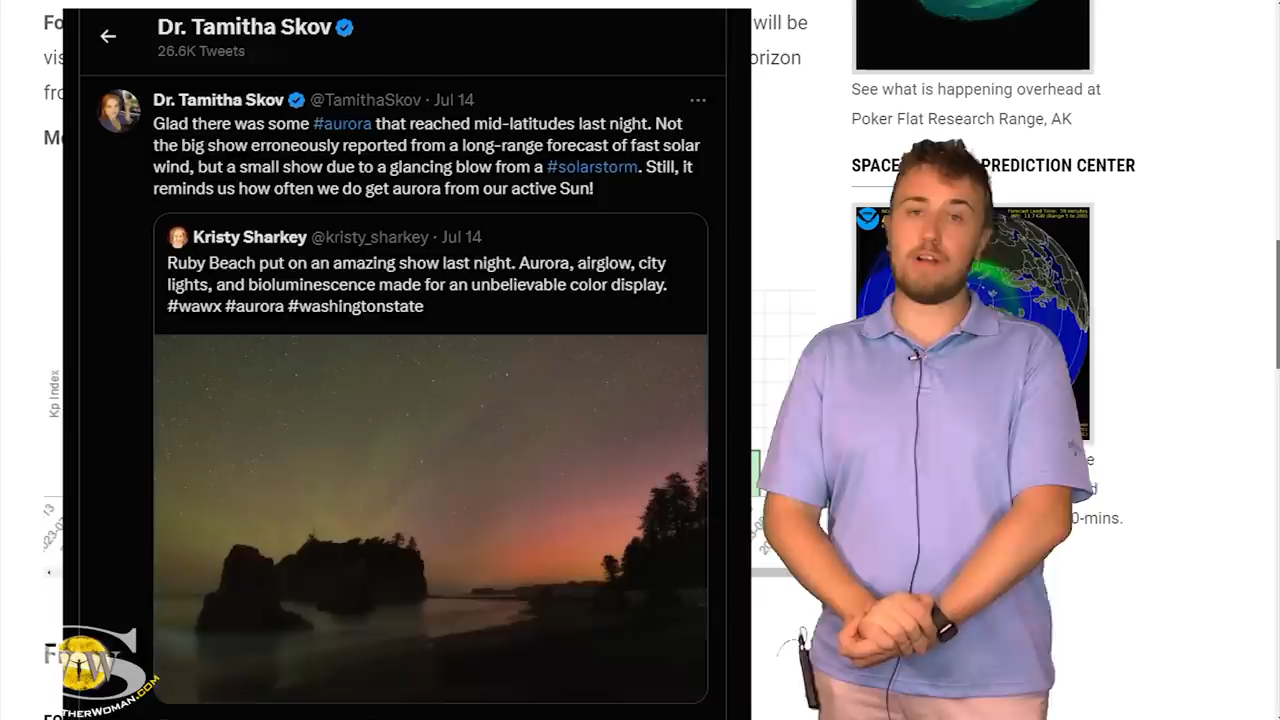 Dr. Tamitha Skov
26.6K Tweets
Dr. Tamitha Skov @TamithaSkov · Jul 14
Glad there was some #aurora that reached mid-latitudes last night. Not
the big show erroneously reported from a long-range forecast of fast solar
wind, but a small show due to a glancing blow from a #solarstorm. Still, it
reminds us how often we do get aurora from our active Sun!
Kristy Sharkey @kristy_sharkey · Jul 14
Ruby Beach put on an amazing show last night. Aurora, airglow, city
lights, and bioluminescence made for an unbelievable color display.
#wawx #aurora #washingtonstate
will be
See what is happening overhead at
Poker Flat Research Range, AK
PREDICTION CENTER
Kp Index
0-mins.